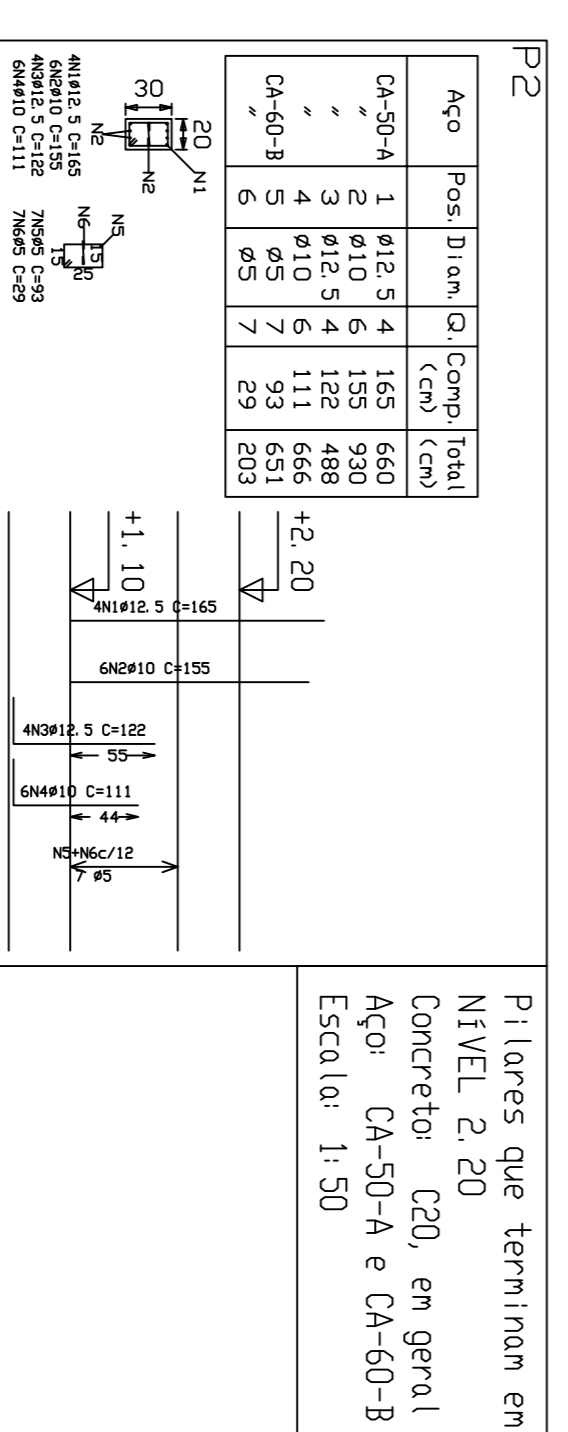 P2
Aço Pos. Diam. Q. Comp. (cm) Total (cm)
CA-50-A 1 ø12.5 4 165 660
" 2 ø10 6 155 930
" 3 ø12.5 4 122 488
" 4 ø10 6 111 666
CA-60-B 5 ø5 7 93 651
" 6 ø5 7 29 203
20
30
N1
N2
N2
4N1ø12.5 C=165
6N2ø10 C=155
4N3ø12.5 C=122
6N4ø10 C=111
N5
N6
15
25
15
7N5ø5 C=93
7N6ø5 C=29
+2.20
+1.10
4N1ø12.5 C=165
6N2ø10 C=155
4N3ø12.5 C=122
55
6N4ø10 C=111
44
N5+N6c/12
7 ø5
Pilares que terminam em
NÍVEL 2.20
Concreto: C20, em geral
Aço: CA-50-A e CA-60-B
Escala: 1:50